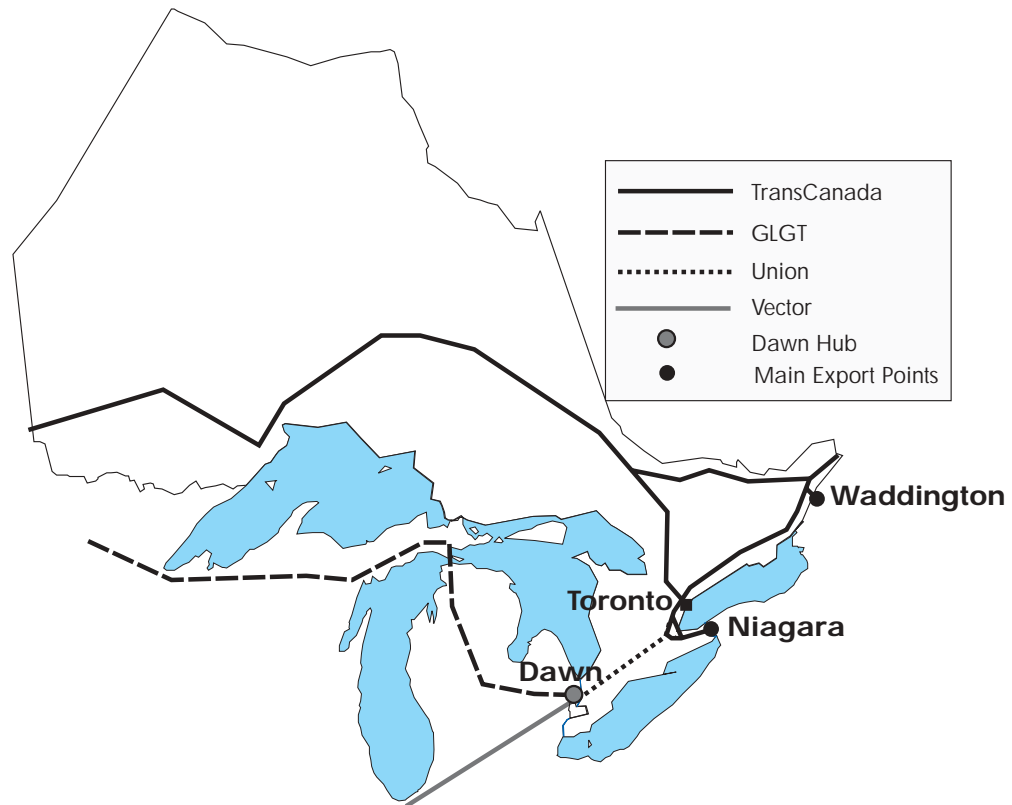 TransCanada
GLGT
Union
Vector
Dawn Hub
Main Export Points
Waddington
Toronto
Niagara
Dawn